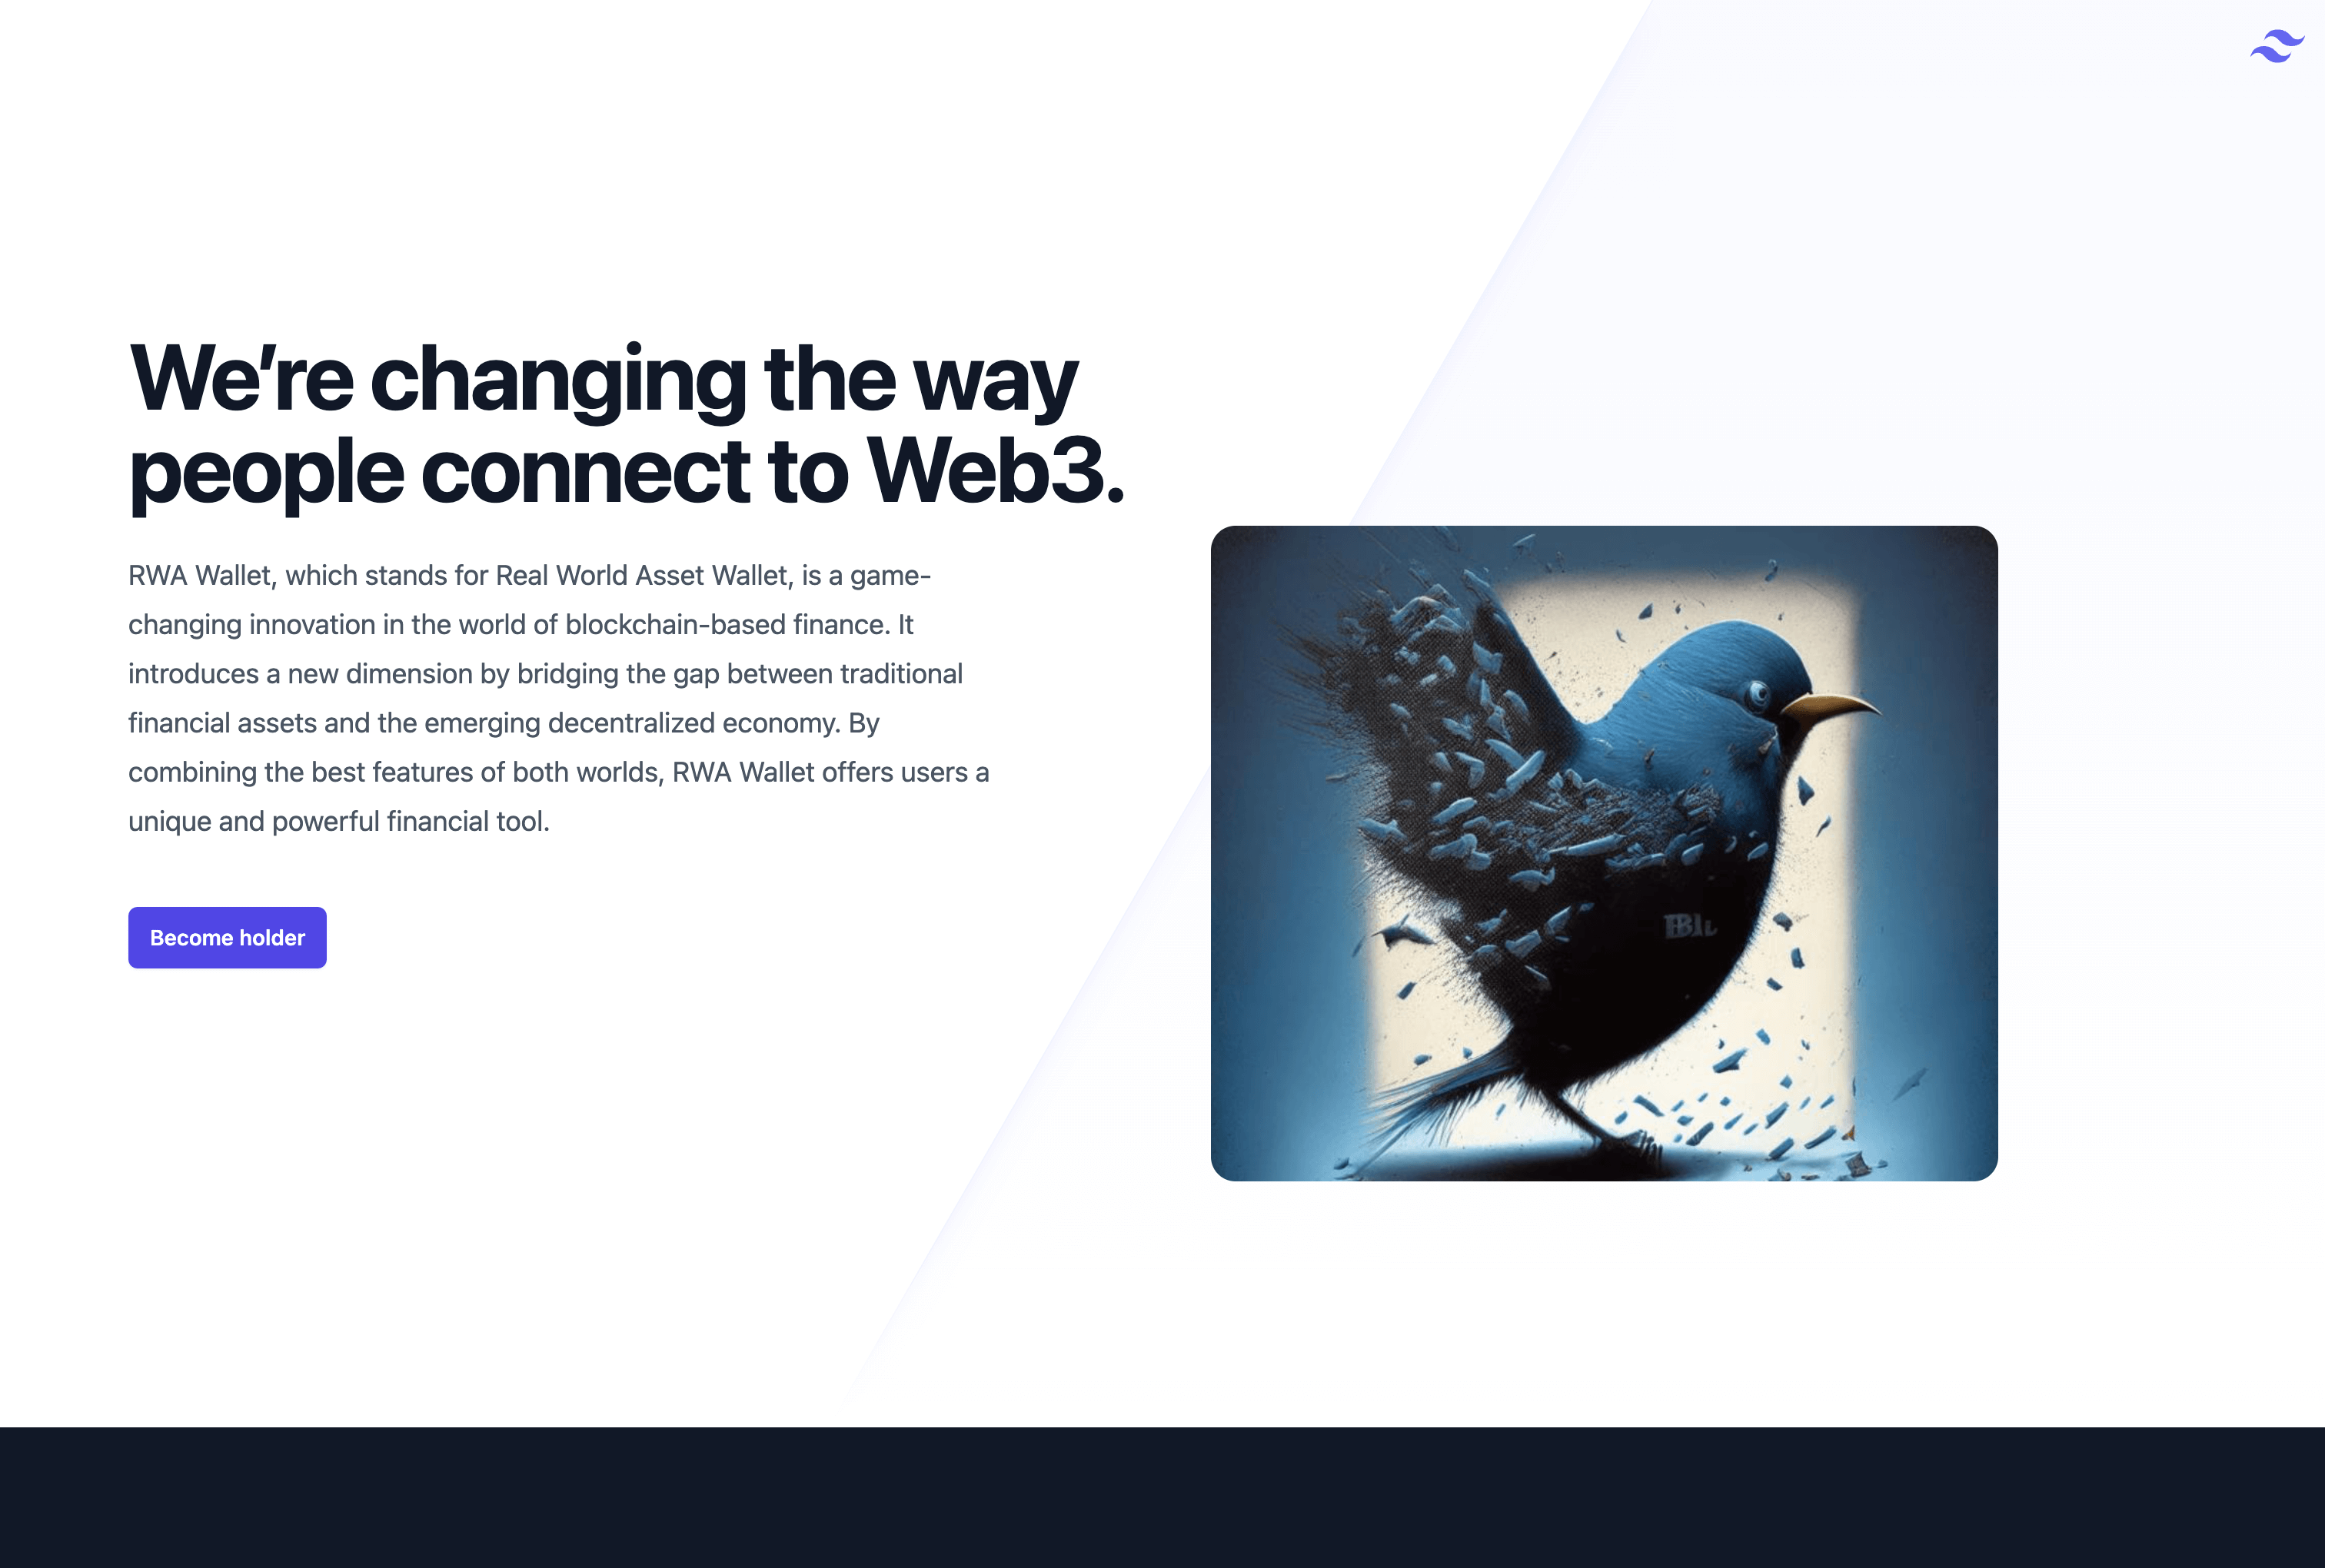 We're changing the way
people connect to Web3.
RWA Wallet, which stands for Real World Asset Wallet, is a game-
changing innovation in the world of blockchain-based finance. It
introduces a new dimension by bridging the gap between traditional
financial assets and the emerging decentralized economy. By
combining the best features of both worlds, RWA Wallet offers users a
unique and powerful financial tool.
Become holder